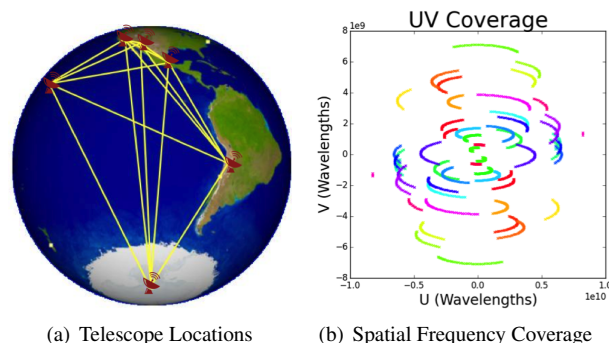 UV Coverage
1e9
8
6
4
2
0
−2
−4
−6
−8
V (Wavelengths)
−1.0 −0.5 0.0 0.5 1.0
1e10
U (Wavelengths)
(a) Telescope Locations (b) Spatial Frequency Coverage